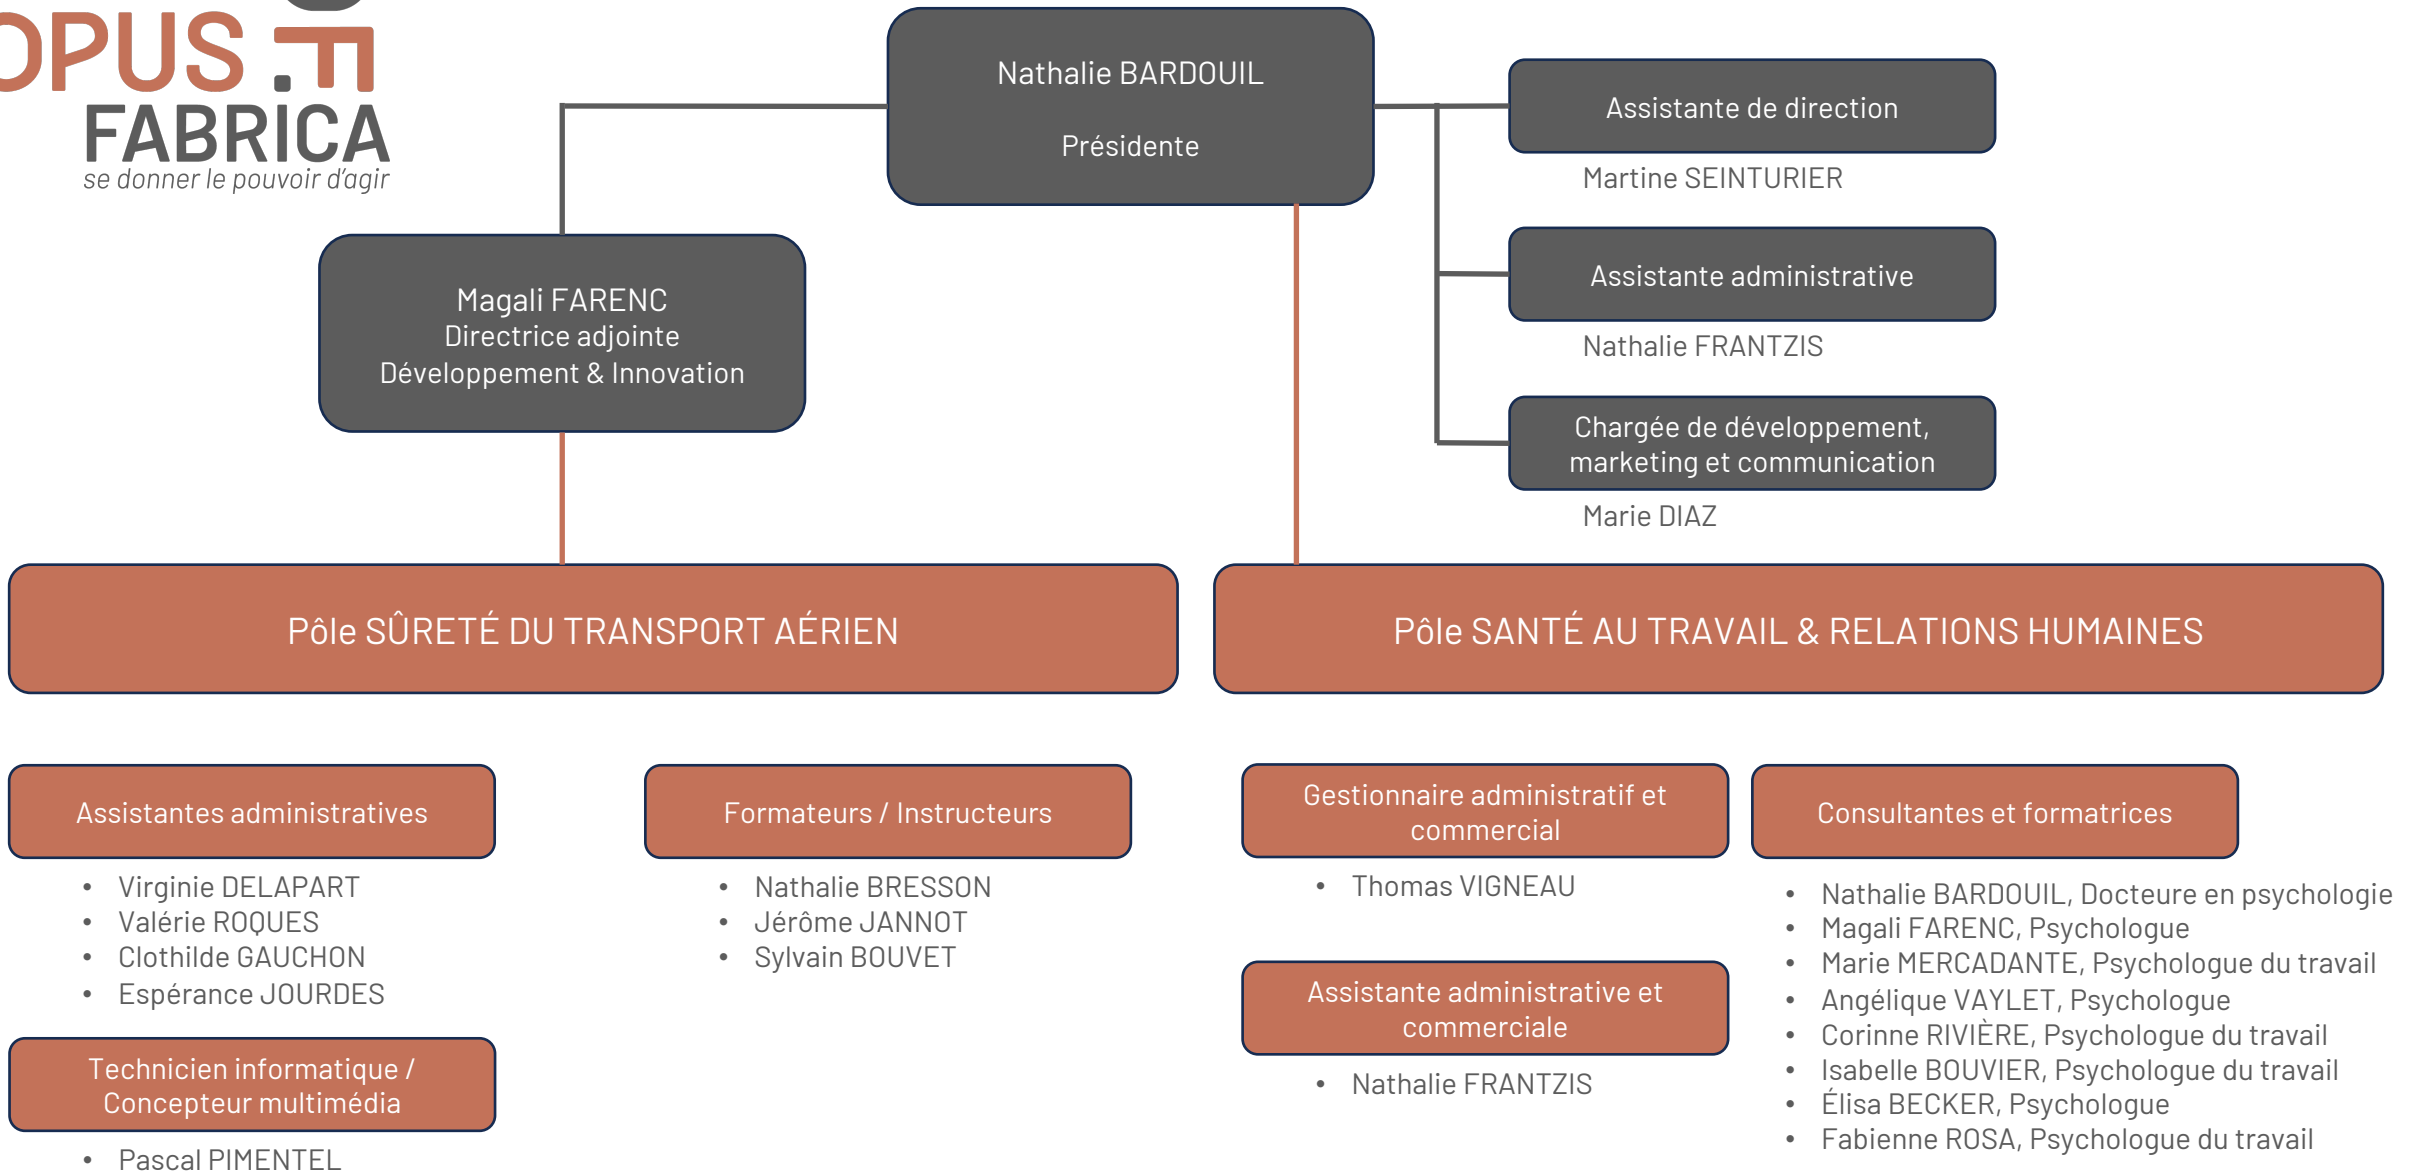 OPUS
FABRICA
se donner le pouvoir d'agir
Nathalie BARDOUIL
Présidente
Assistante de direction
Martine SEINTURIER
Assistante administrative
Nathalie FRANTZIS
Chargée de développement,
marketing et communication
Marie DIAZ
Magali FARENC
Directrice adjointe
Développement & Innovation
Pôle SÛRETÉ DU TRANSPORT AÉRIEN
Assistantes administratives
• Virginie DELAPART
• Valérie ROQUES
• Clothilde GAUCHON
• Espérance JOURDES
Technicien informatique /
Concepteur multimédia
• Pascal PIMENTEL
Formateurs / Instructeurs
• Nathalie BRESSON
• Jérôme JANNOT
• Sylvain BOUVET
Pôle SANTÉ AU TRAVAIL & RELATIONS HUMAINES
Gestionnaire administratif et
commercial
• Thomas VIGNEAU
Assistante administrative et
commerciale
• Nathalie FRANTZIS
Consultantes et formatrices
• Nathalie BARDOUIL, Docteure en psychologie
• Magali FARENC, Psychologue
• Marie MERCADANTE, Psychologue du travail
• Angélique VAYLET, Psychologue
• Corinne RIVIÈRE, Psychologue du travail
• Isabelle BOUVIER, Psychologue du travail
• Élisa BECKER, Psychologue
• Fabienne ROSA, Psychologue du travail